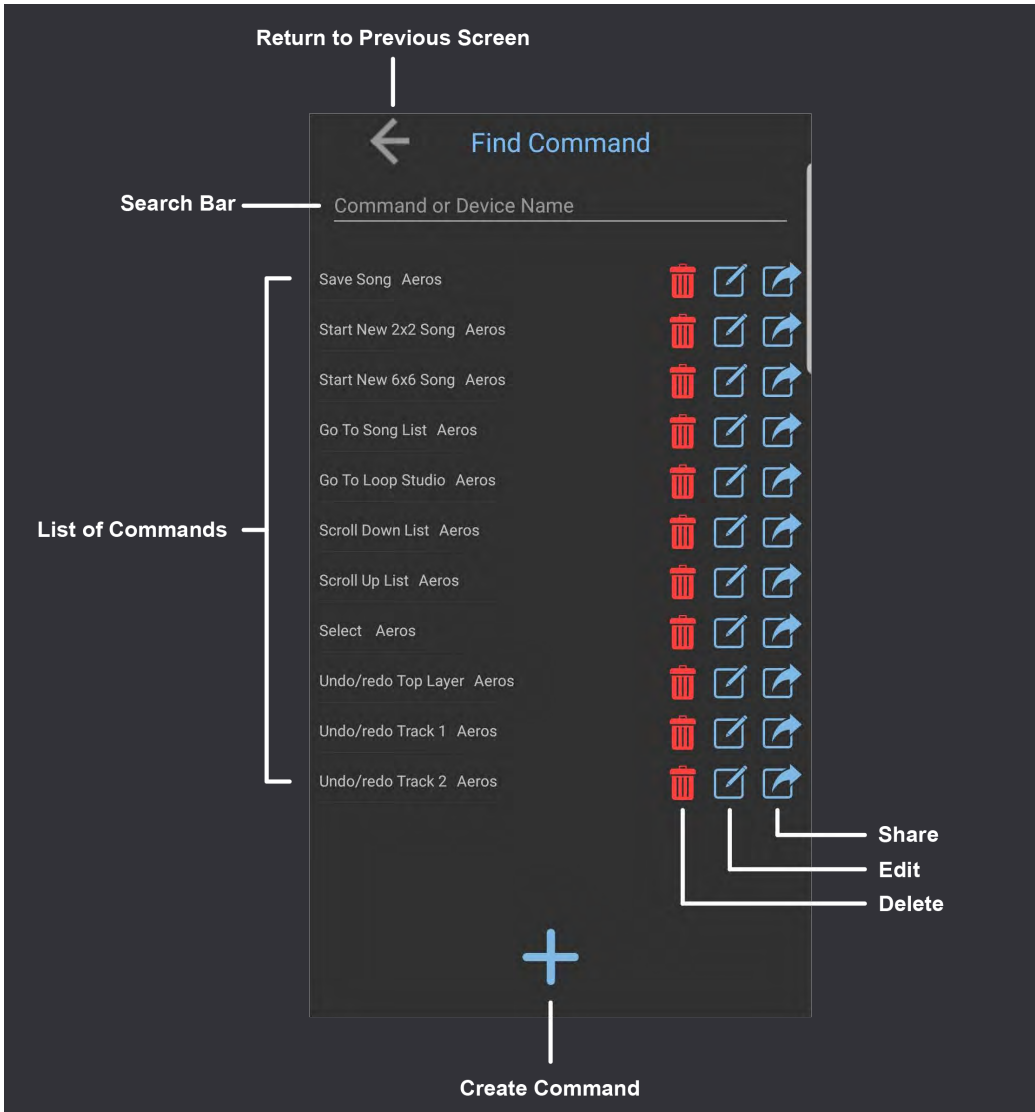 Return to Previous Screen
Find Command
Search Bar
Command or Device Name
Save Song Aeros
Start New 2x2 Song Aeros
Start New 6x6 Song Aeros
Go To Song List Aeros
Go To Loop Studio Aeros
List of Commands
Scroll Down List Aeros
Scroll Up List Aeros
Select Aeros
Undo/redo Top Layer Aeros
Undo/redo Track 1 Aeros
Undo/redo Track 2 Aeros
Share
Edit
Delete
Create Command